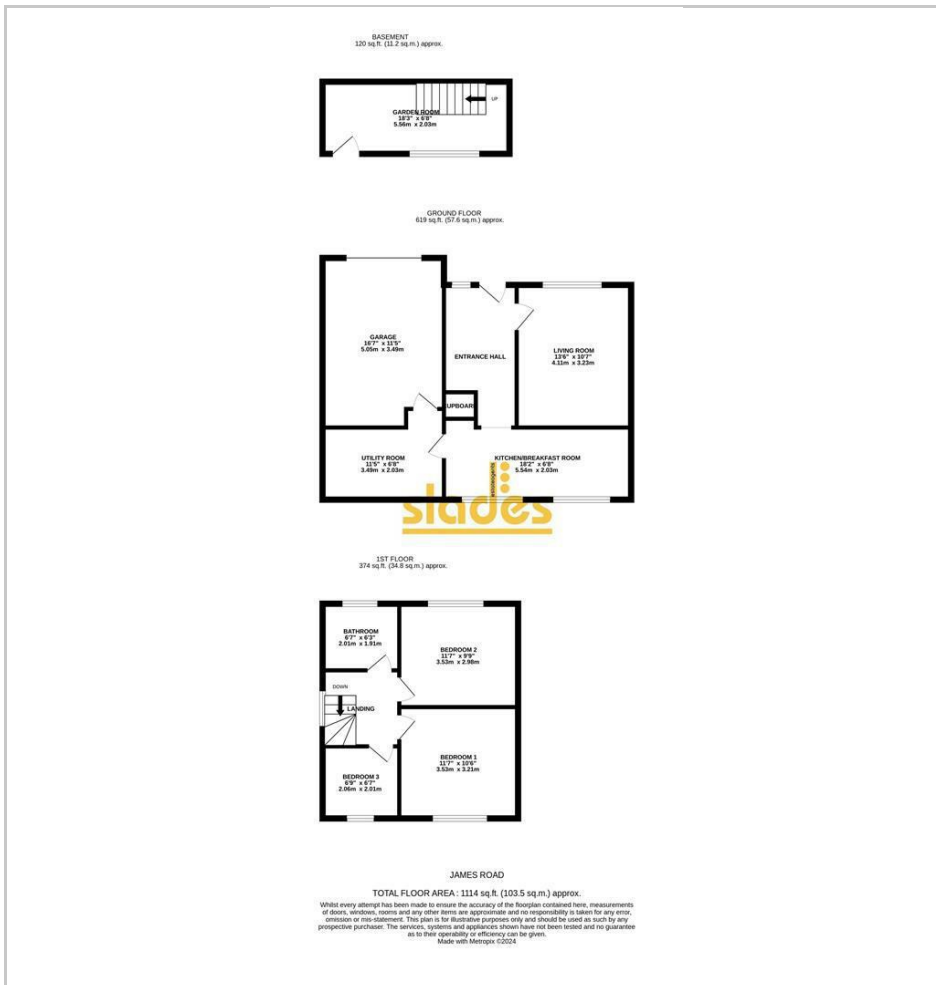 BASEMENT
120 sq.ft. (11.2 sq.m.) approx.
UP
GARDEN ROOM
18'3" x 6'8"
5.56m x 2.03m
GROUND FLOOR
619 sq.ft. (57.6 sq.m.) approx.
GARAGE
16'7" x 11'5"
5.05m x 3.49m
ENTRANCE HALL
LIVING ROOM
13'6" x 10'7"
4.11m x 3.23m
UPBOAR
UTILITY ROOM
11'5" x 6'8"
3.49m x 2.03m
KITCHEN/BREAKFAST ROOM
18'2" x 6'8"
5.54m x 2.03m
estateagents
slades
1ST FLOOR
374 sq.ft. (34.8 sq.m.) approx.
BATHROOM
6'7" x 6'3"
2.01m x 1.91m
BEDROOM 2
11'7" x 9'9"
3.53m x 2.98m
DOWN
LANDING
BEDROOM 1
11'7" x 10'6"
3.53m x 3.21m
BEDROOM 3
6'9" x 6'7"
2.06m x 2.01m
JAMES ROAD
TOTAL FLOOR AREA : 1114 sq.ft. (103.5 sq.m.) approx.
Whilst every attempt has been made to ensure the accuracy of the floorplan contained here, measurements
of doors, windows, rooms and any other items are approximate and no responsibility is taken for any error,
omission or mis-statement. This plan is for illustrative purposes only and should be used as such by any
prospective purchaser. The services, systems and appliances shown have not been tested and no guarantee
as to their operability or efficiency can be given.
Made with Metropix ©2024